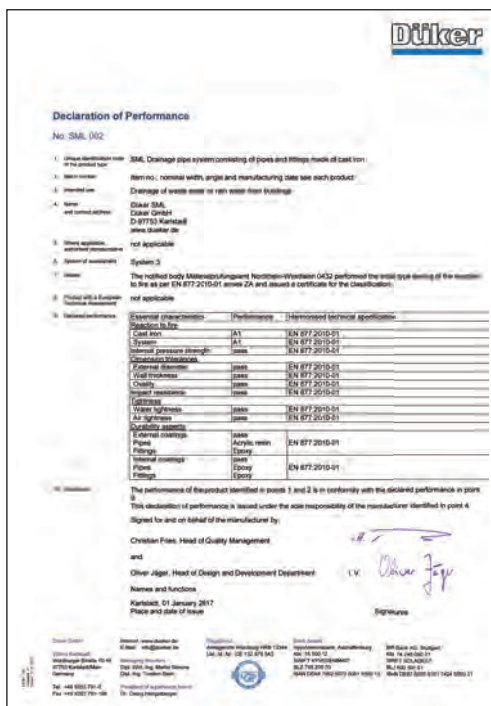 Düker
Declaration of Performance
No. SML 002
1. Unique identification code of the product type
SML Drainage pipe system consisting of pipes and fittings made of cast iron
Item no.; nominal width, angle and manufacturing date see each product
3. Intended use
Drainage of waste water or rain water from buildings
4. Name and contact address
Düker SML
Düker GmbH
D-97753 Karlstadt
www.dueker.de
not applicable
6. System of assessment
System 3
The notified body Materialprüfungsamt Nordrhein-Westfalen 0432 performed the initial type testing of the reaction
to fire as per EN 877:2010-01 annex ZA and issued a certificate for the classification.
8. Product with a European Technical Assessment
not applicable
9. Declared performance
Essential characteristics Performance Harmonised technical specification
Reaction to fire
Cast iron A1 EN 877:2010-01
System A1 EN 877:2010-01
Internal pressure strength pass EN 877:2010-01
Dimension tolerances
External diameter pass EN 877:2010-01
Wall thickness pass EN 877:2010-01
Ovality pass EN 877:2010-01
Impact resistance pass EN 877:2010-01
Tightness
Water tightness pass EN 877:2010-01
Air tightness pass EN 877:2010-01
Durability aspects
External coatings pass
Pipes Acrylic resin EN 877:2010-01
Fittings Epoxy
Internal coatings pass
Pipes Epoxy EN 877:2010-01
Fittings Epoxy
The performance of the product identified in points 1 and 2 is in conformity with the declared performance in point
9.
This declaration of performance is issued under the sole responsibility of the manufacturer identified in point 4.
Signed for and on behalf of the manufacturer by:
Christian Fries, Head of Quality Management
and
Oliver Jäger, Head of Design and Development Department
i.V. Oliver Jäger
Names and functions
Karlstadt, 01 January 2017
Place and date of issue
Signatures